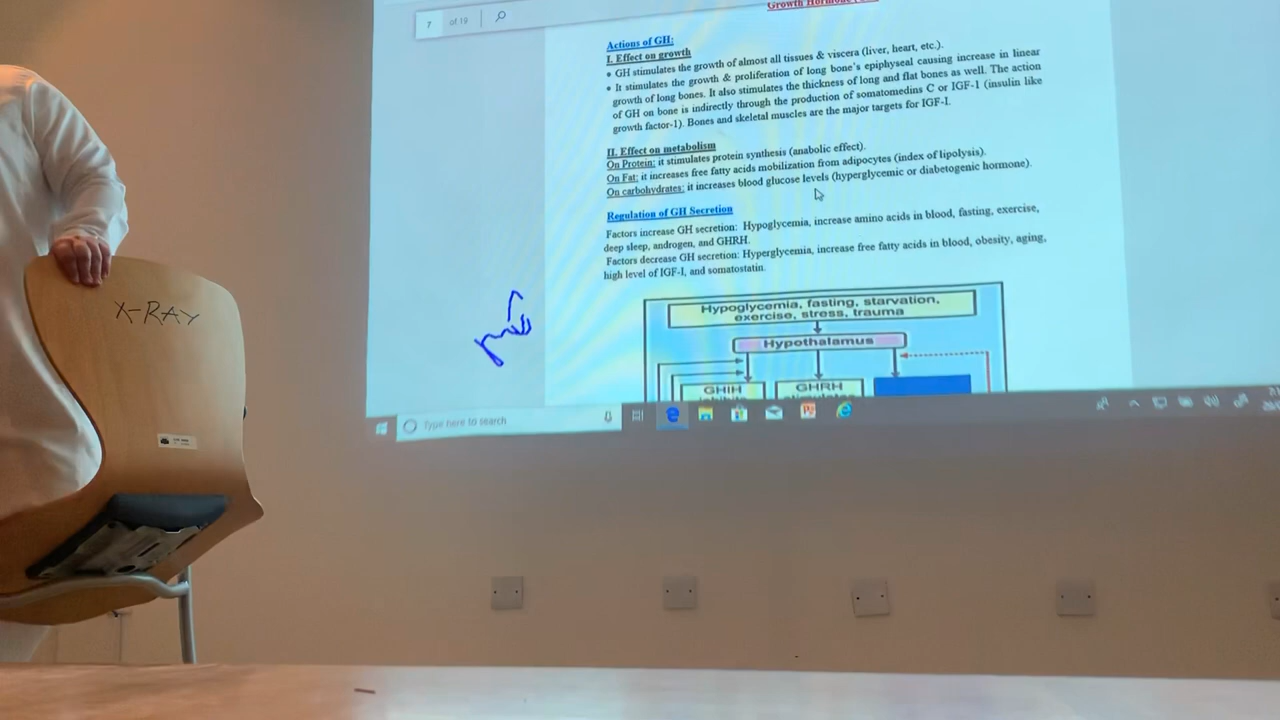 7 of 19
Growth Hormone
Actions of GH:
I. Effect on growth
• GH stimulates the growth of almost all tissues & viscera (liver, heart, etc.).
• It stimulates the growth & proliferation of long bone's epiphyseal causing increase in linear
growth of long bones. It also stimulates the thickness of long and flat bones as well. The action
of GH on bone is indirectly through the production of somatomedins C or IGF-I (insulin like
growth factor-1). Bones and skeletal muscles are the major targets for IGF-I.
II. Effect on metabolism
On Protein: it stimulates protein synthesis (anabolic effect).
On Fat: it increases free fatty acids mobilization from adipocytes (index of lipolysis).
On carbohydrates: it increases blood glucose levels (hyperglycemic or diabetogenic hormone).
Regulation of GH Secretion
Factors increase GH secretion: Hypoglycemia, increase amino acids in blood, fasting, exercise,
deep sleep, androgen, and GHRH.
Factors decrease GH secretion: Hyperglycemia, increase free fatty acids in blood, obesity, aging,
high level of IGF-I, and somatostatin.
Hypoglycemia, fasting, starvation,
exercise, stress, trauma
Hypothalamus
GHIH
GHRH
Type here to search
X-RAY